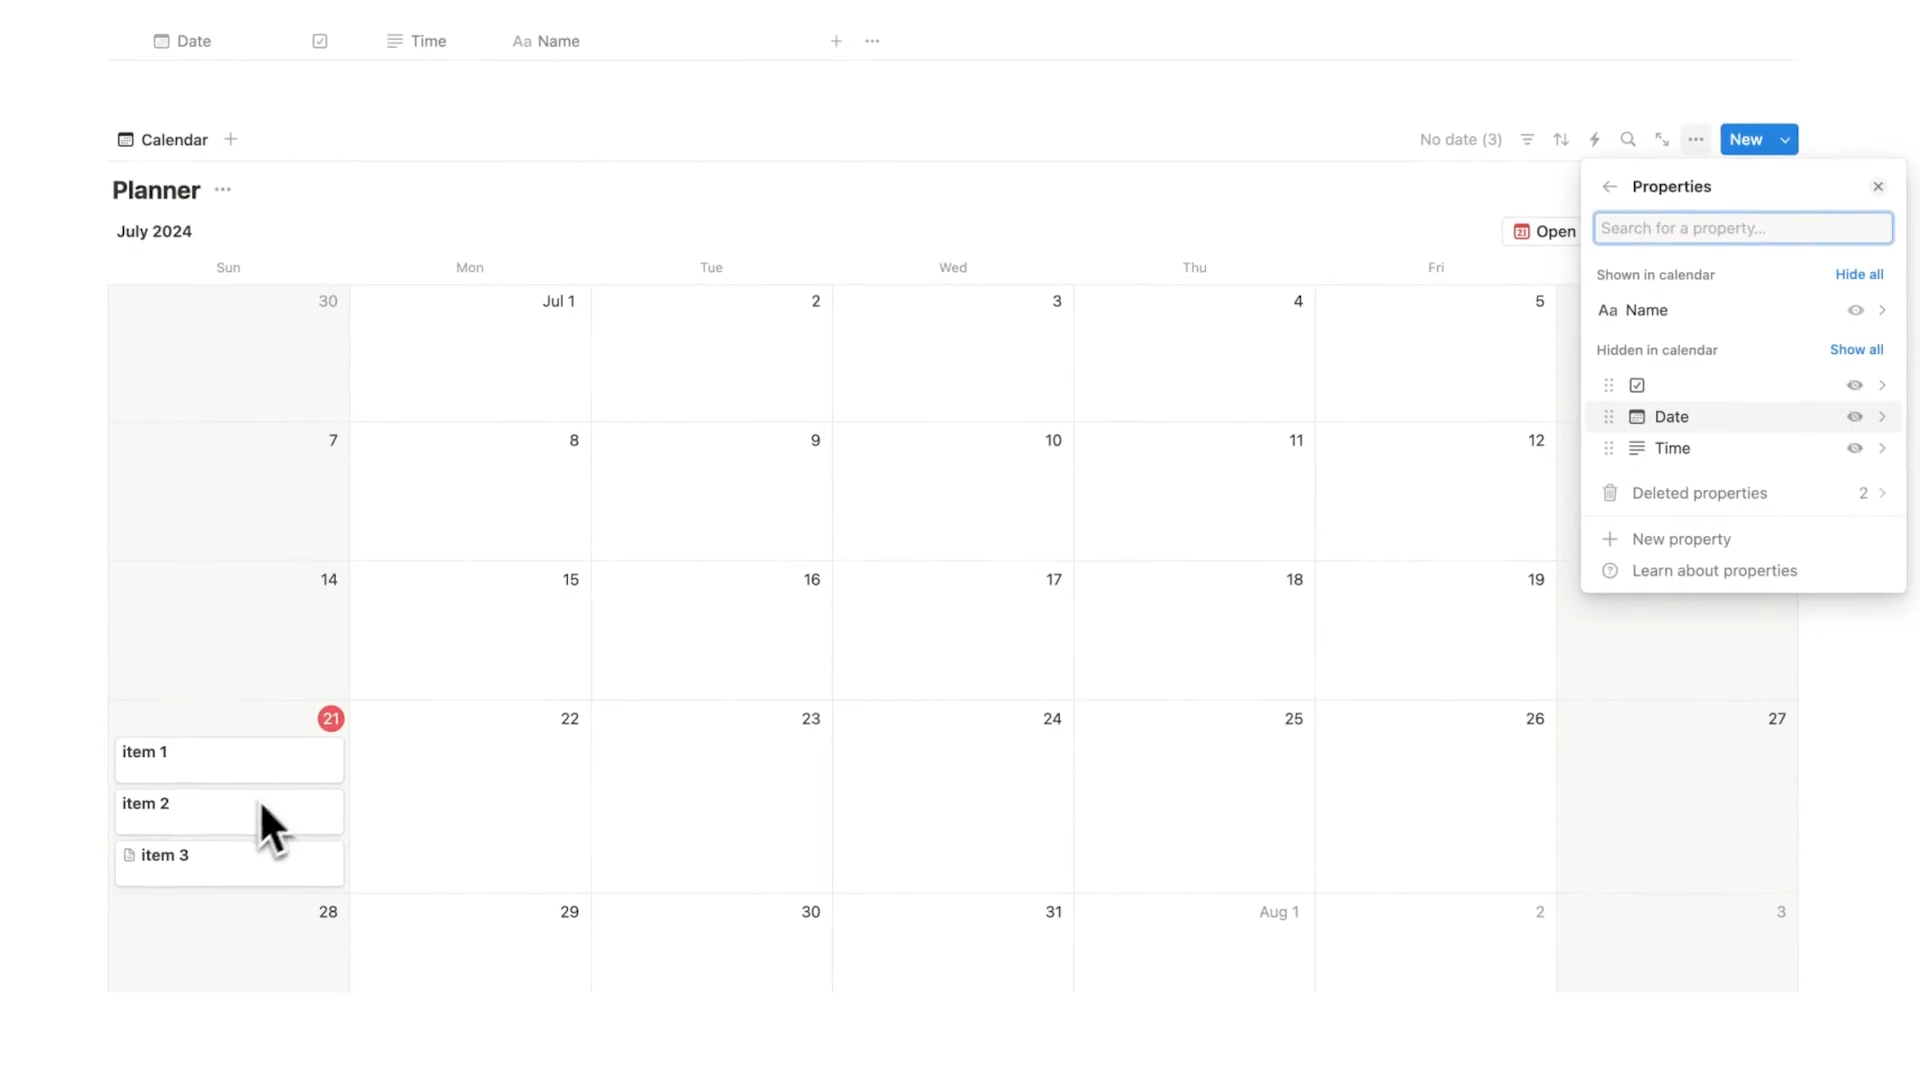 Date Time Aa Name
Calendar No date (3) New
Planner
July 2024 Open
Sun Mon Tue Wed Thu Fri
30 Jul 1 2 3 4 5
7 8 9 10 11 12
14 15 16 17 18 19
21 22 23 24 25 26 27
item 1
item 2
item 3
28 29 30 31 Aug 1 2 3
Properties
Search for a property...
Shown in calendar Hide all
Aa Name
Hidden in calendar Show all
Date
Time
Deleted properties 2
New property
Learn about properties